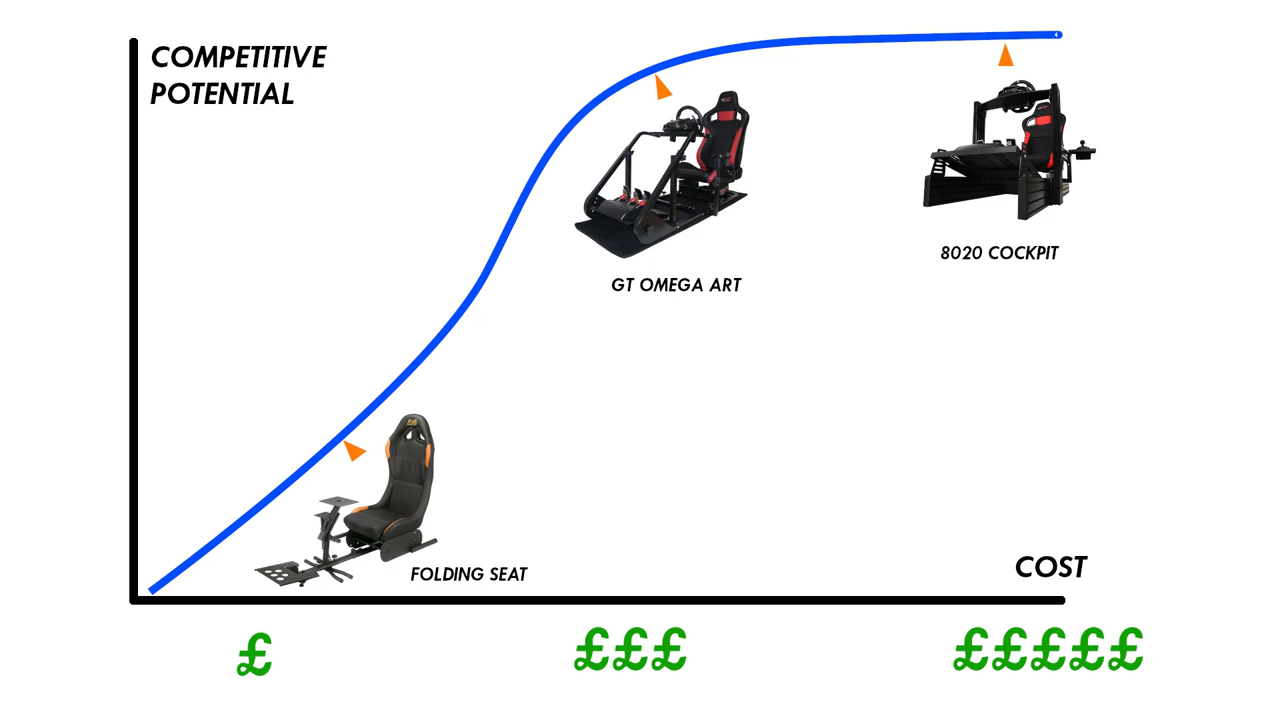 COMPETITIVE
POTENTIAL
GT OMEGA ART
8020 COCKPIT
FOLDING SEAT
COST
£
£££
£££££